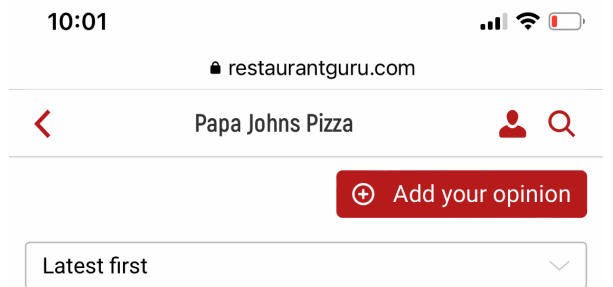 10:01
restaurantguru.com
Papa Johns Pizza
Add your opinion
Latest first